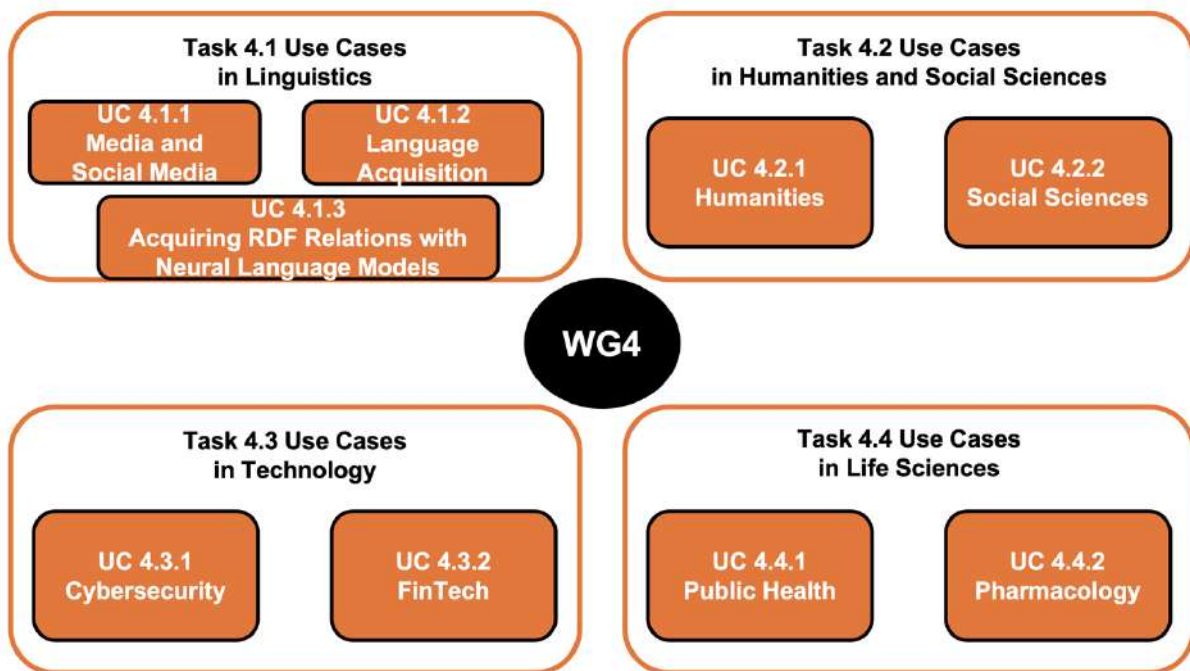 Task 4.1 Use Cases
in Linguistics
UC 4.1.1
Media and
Social Media
UC 4.1.2
Language
Acquisition
UC 4.1.3
Acquiring RDF Relations with
Neural Language Models
Task 4.2 Use Cases
in Humanities and Social Sciences
UC 4.2.1
Humanities
UC 4.2.2
Social Sciences
WG4
Task 4.3 Use Cases
in Technology
UC 4.3.1
Cybersecurity
UC 4.3.2
FinTech
Task 4.4 Use Cases
in Life Sciences
UC 4.4.1
Public Health
UC 4.4.2
Pharmacology